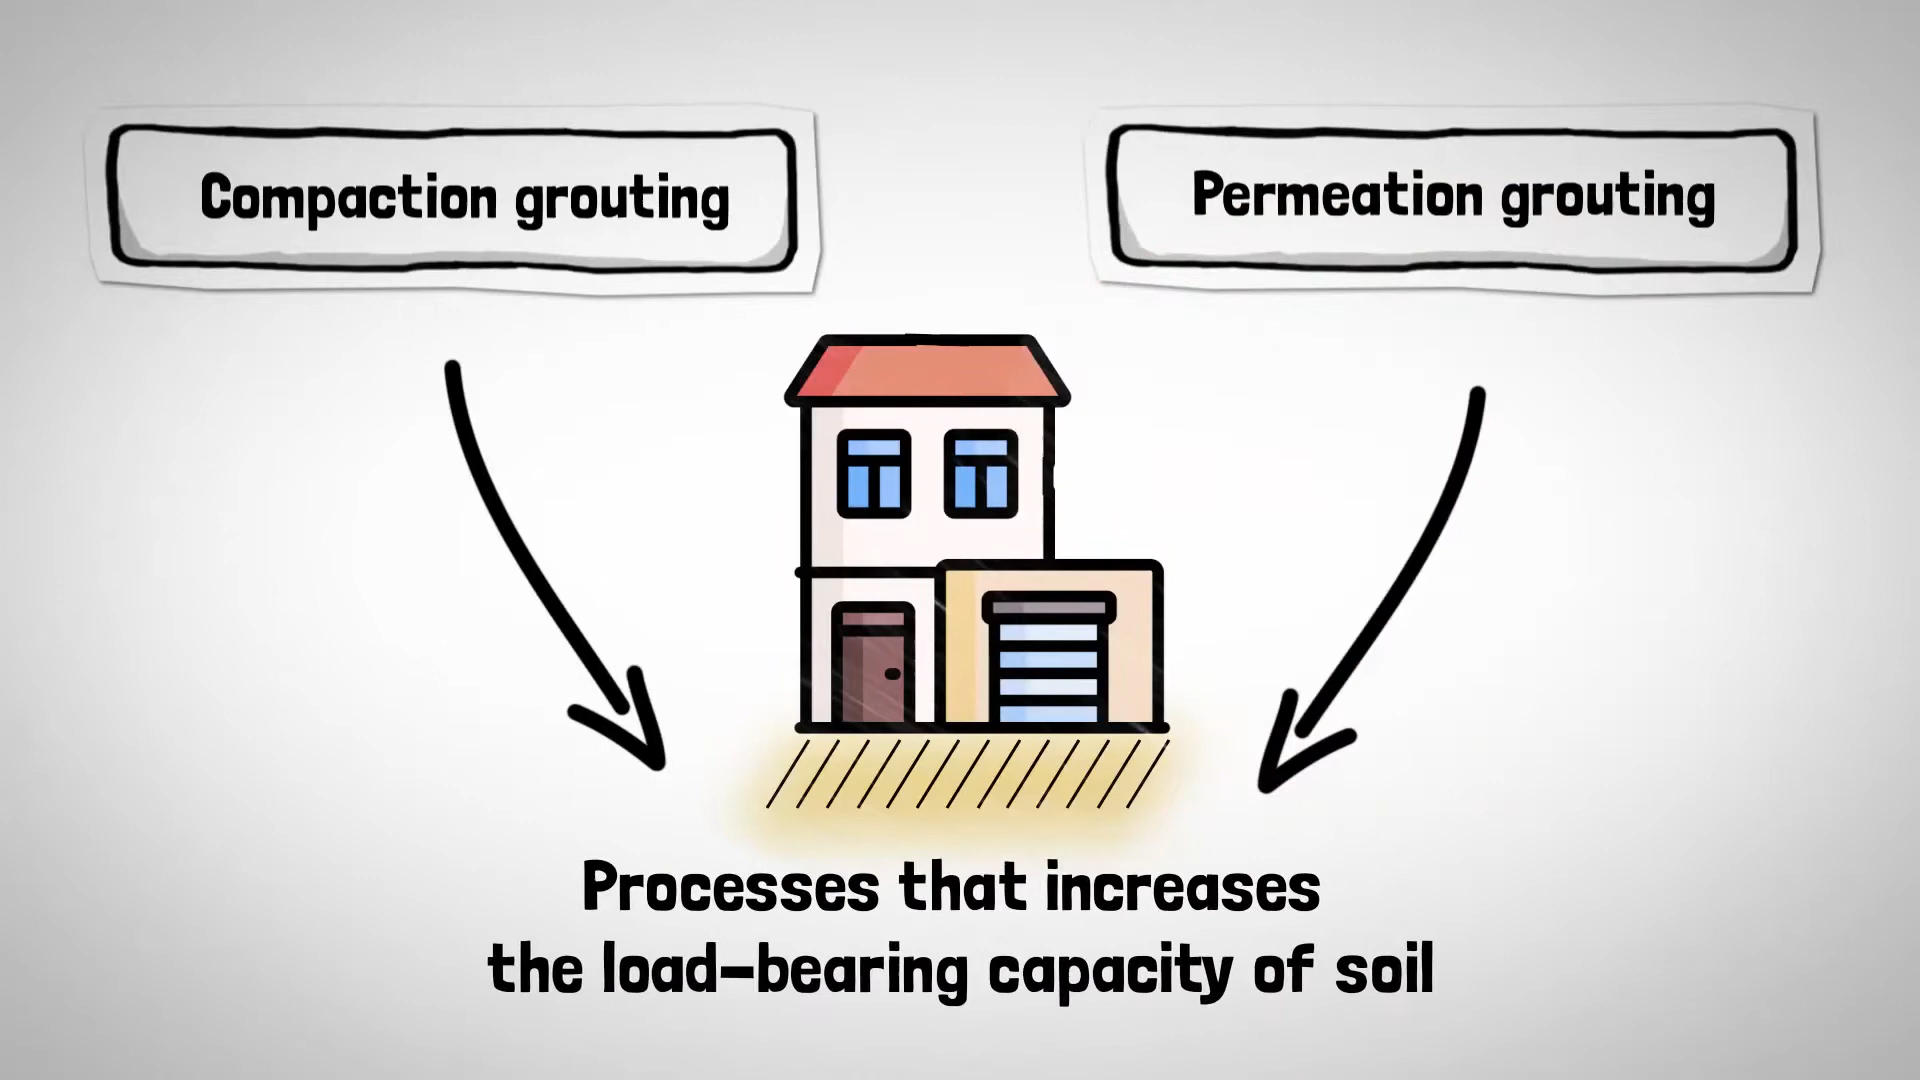 Compaction grouting
Permeation grouting
Processes that increases
the load-bearing capacity of soil